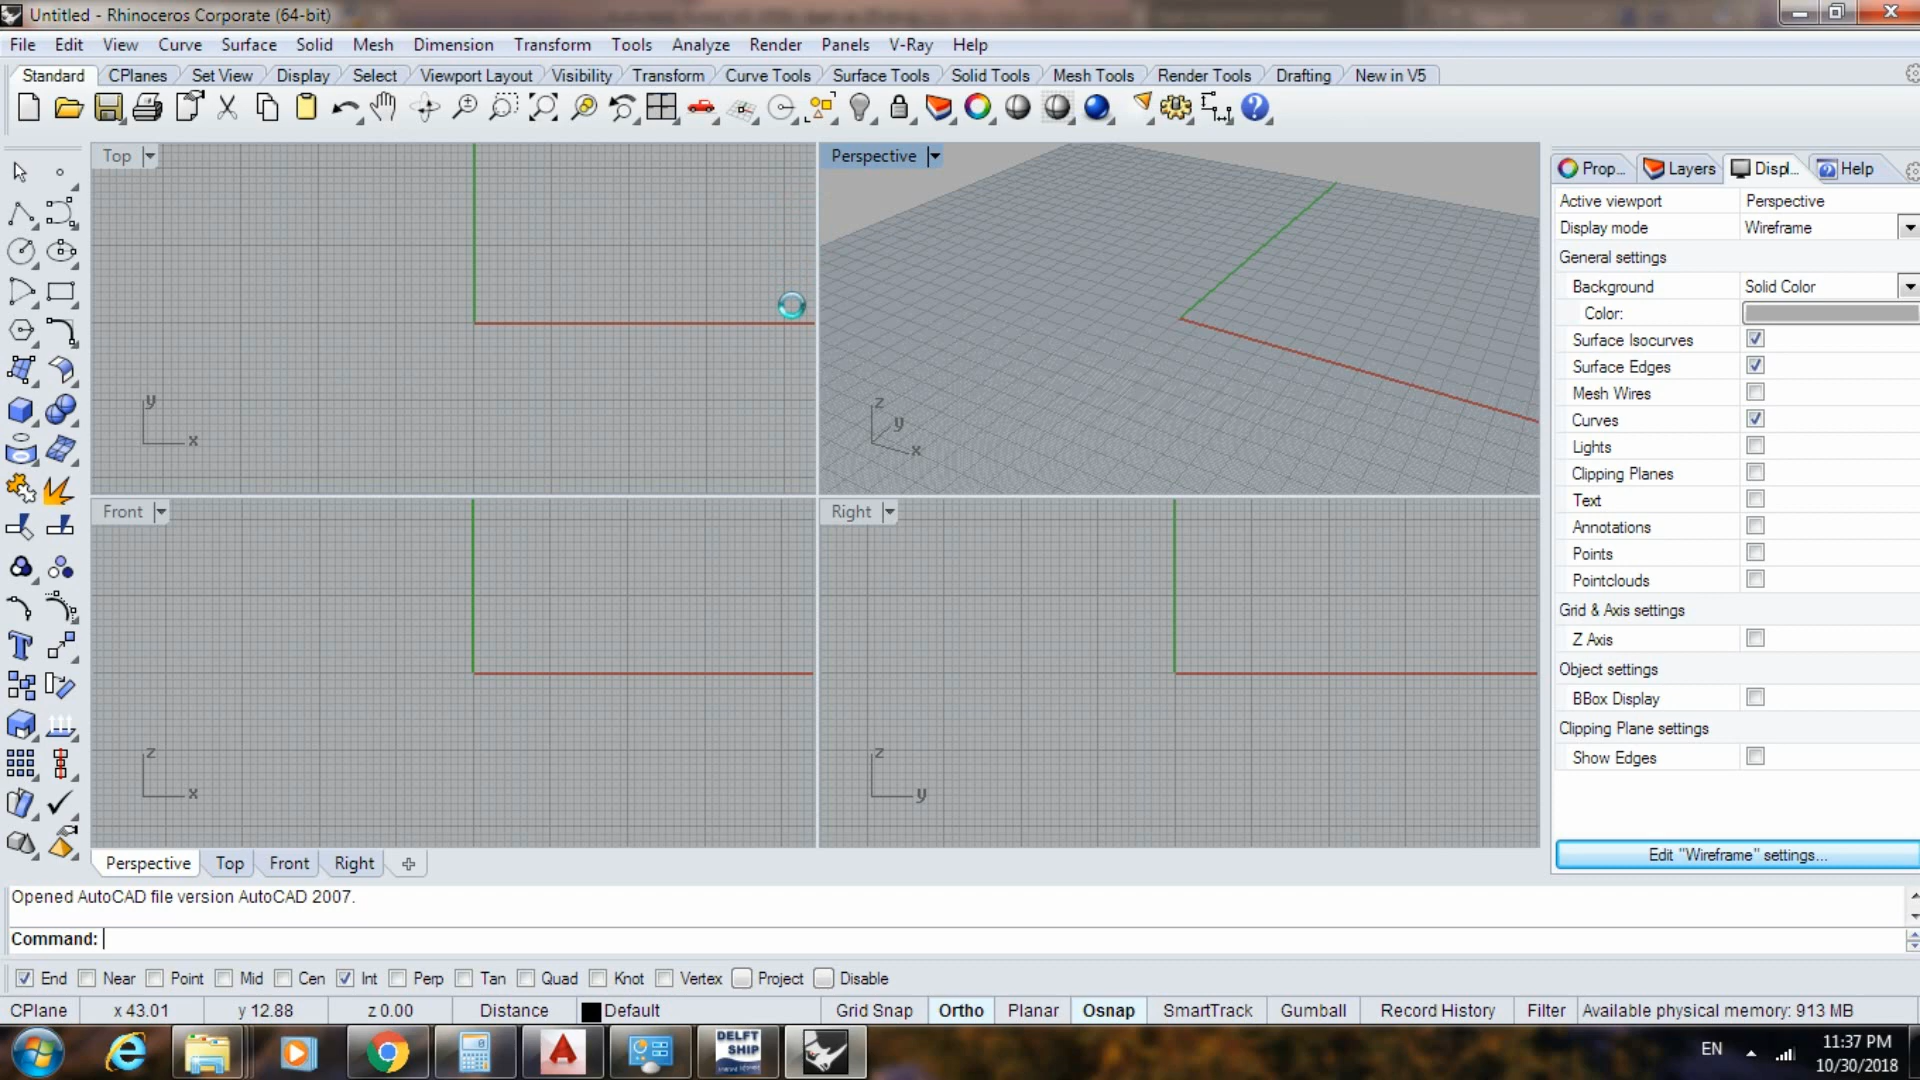 Untitled - Rhinoceros Corporate (64-bit)
File Edit View Curve Surface Solid Mesh Dimension Transform Tools Analyze Render Panels V-Ray Help
Standard CPlanes Set View Display Select Viewport Layout Visibility Transform Curve Tools Surface Tools Solid Tools Mesh Tools Render Tools Drafting New in V5
Top
Perspective
Prop... Layers Displ... Help
Active viewport Perspective
Display mode Wireframe
General settings
Background Solid Color
Color:
Surface Isocurves
Surface Edges
Mesh Wires
Curves
Lights
Clipping Planes
Text
Annotations
Points
Pointclouds
Grid & Axis settings
Z Axis
Object settings
BBox Display
Clipping Plane settings
Show Edges
Edit "Wireframe" settings...
y
x
z
y
x
Front
Right
z
x
z
y
Perspective Top Front Right
Opened AutoCAD file version AutoCAD 2007.
Command:
End Near Point Mid Cen Int Perp Tan Quad Knot Vertex Project Disable
CPlane x 43.01 y 12.88 z 0.00 Distance Default Grid Snap Ortho Planar Osnap SmartTrack Gumball Record History Filter Available physical memory: 913 MB
DELFT
SHIP
EN
11:37 PM
10/30/2018